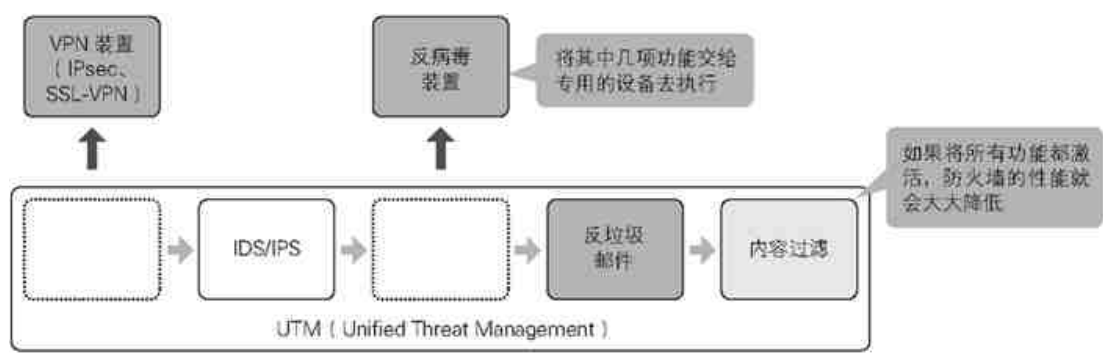 VPN 装置
（IPsec、
SSL-VPN）
反病毒
装置
将其中几项功能交给
专用的设备去执行
如果将所有功能都激
活，防火墙的性能就
会大大降低
IDS/IPS
反垃圾
邮件
内容过滤
UTM（Unified Threat Management）